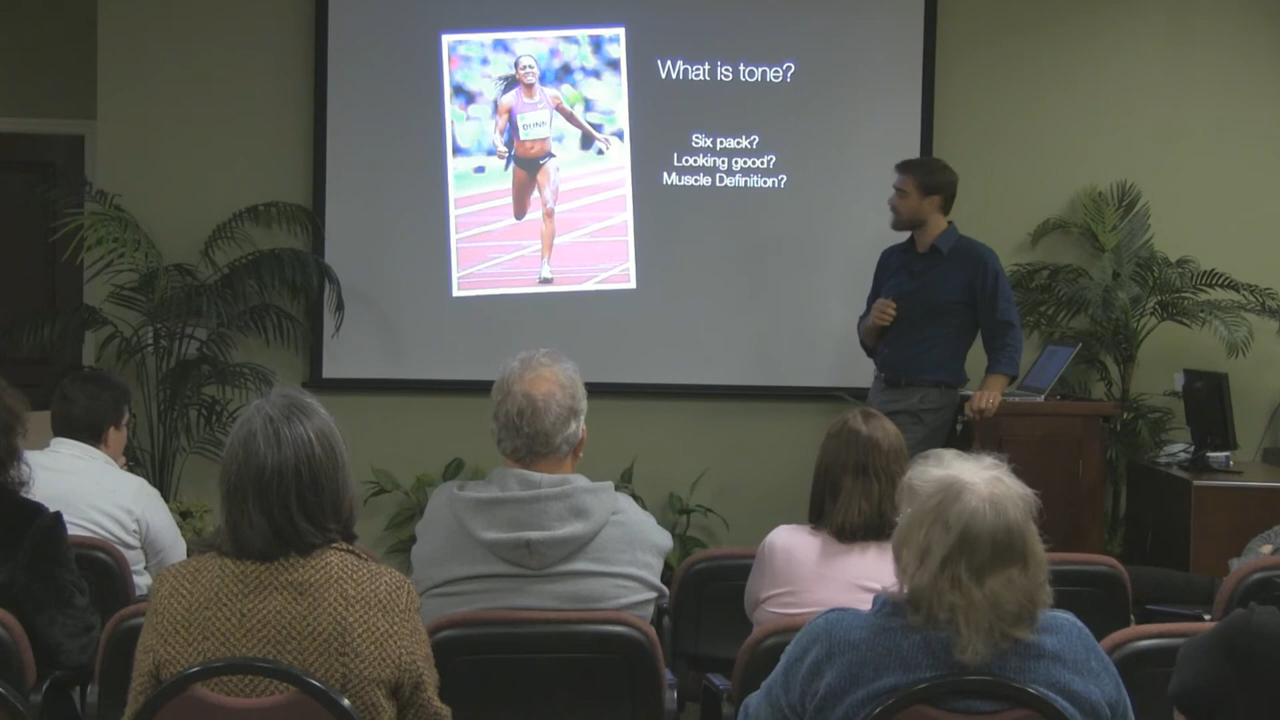 What is tone?
Six pack?
Looking good?
Muscle Definition?
DUNN